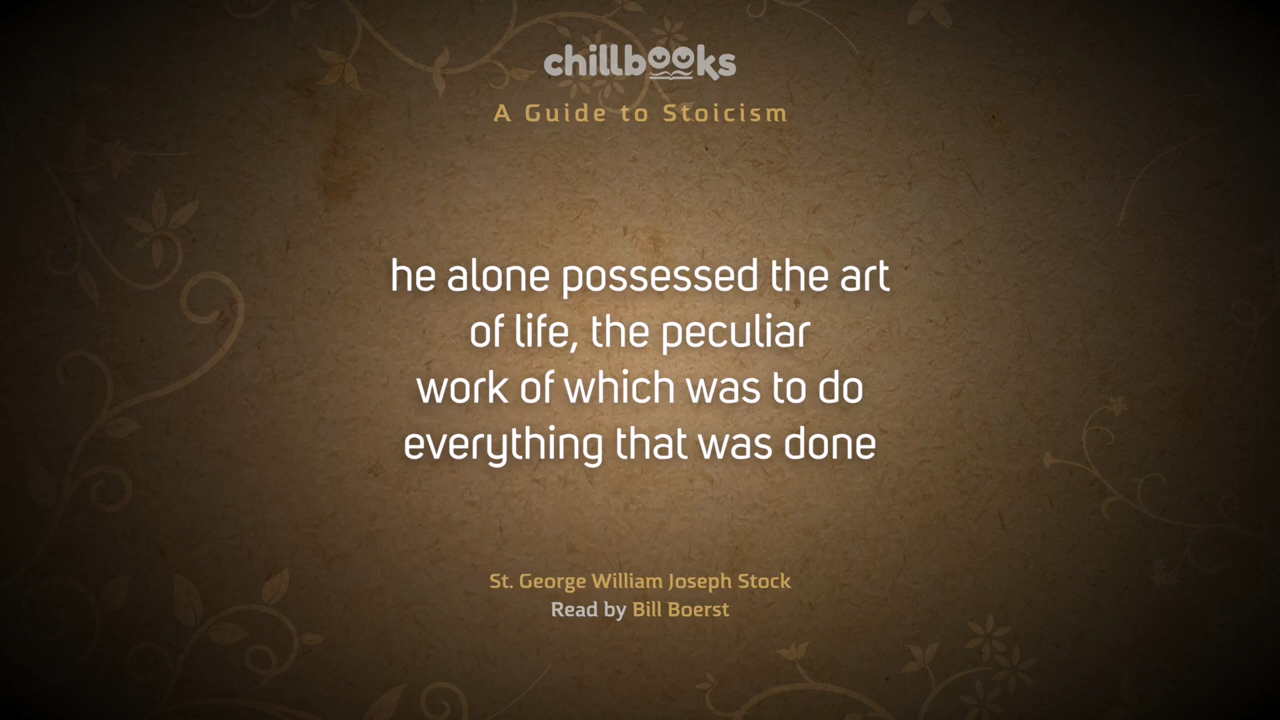 chillbooks
A Guide to Stoicism
he alone possessed the art
of life, the peculiar
work of which was to do
everything that was done
St. George William Joseph Stock
Read by Bill Boerst